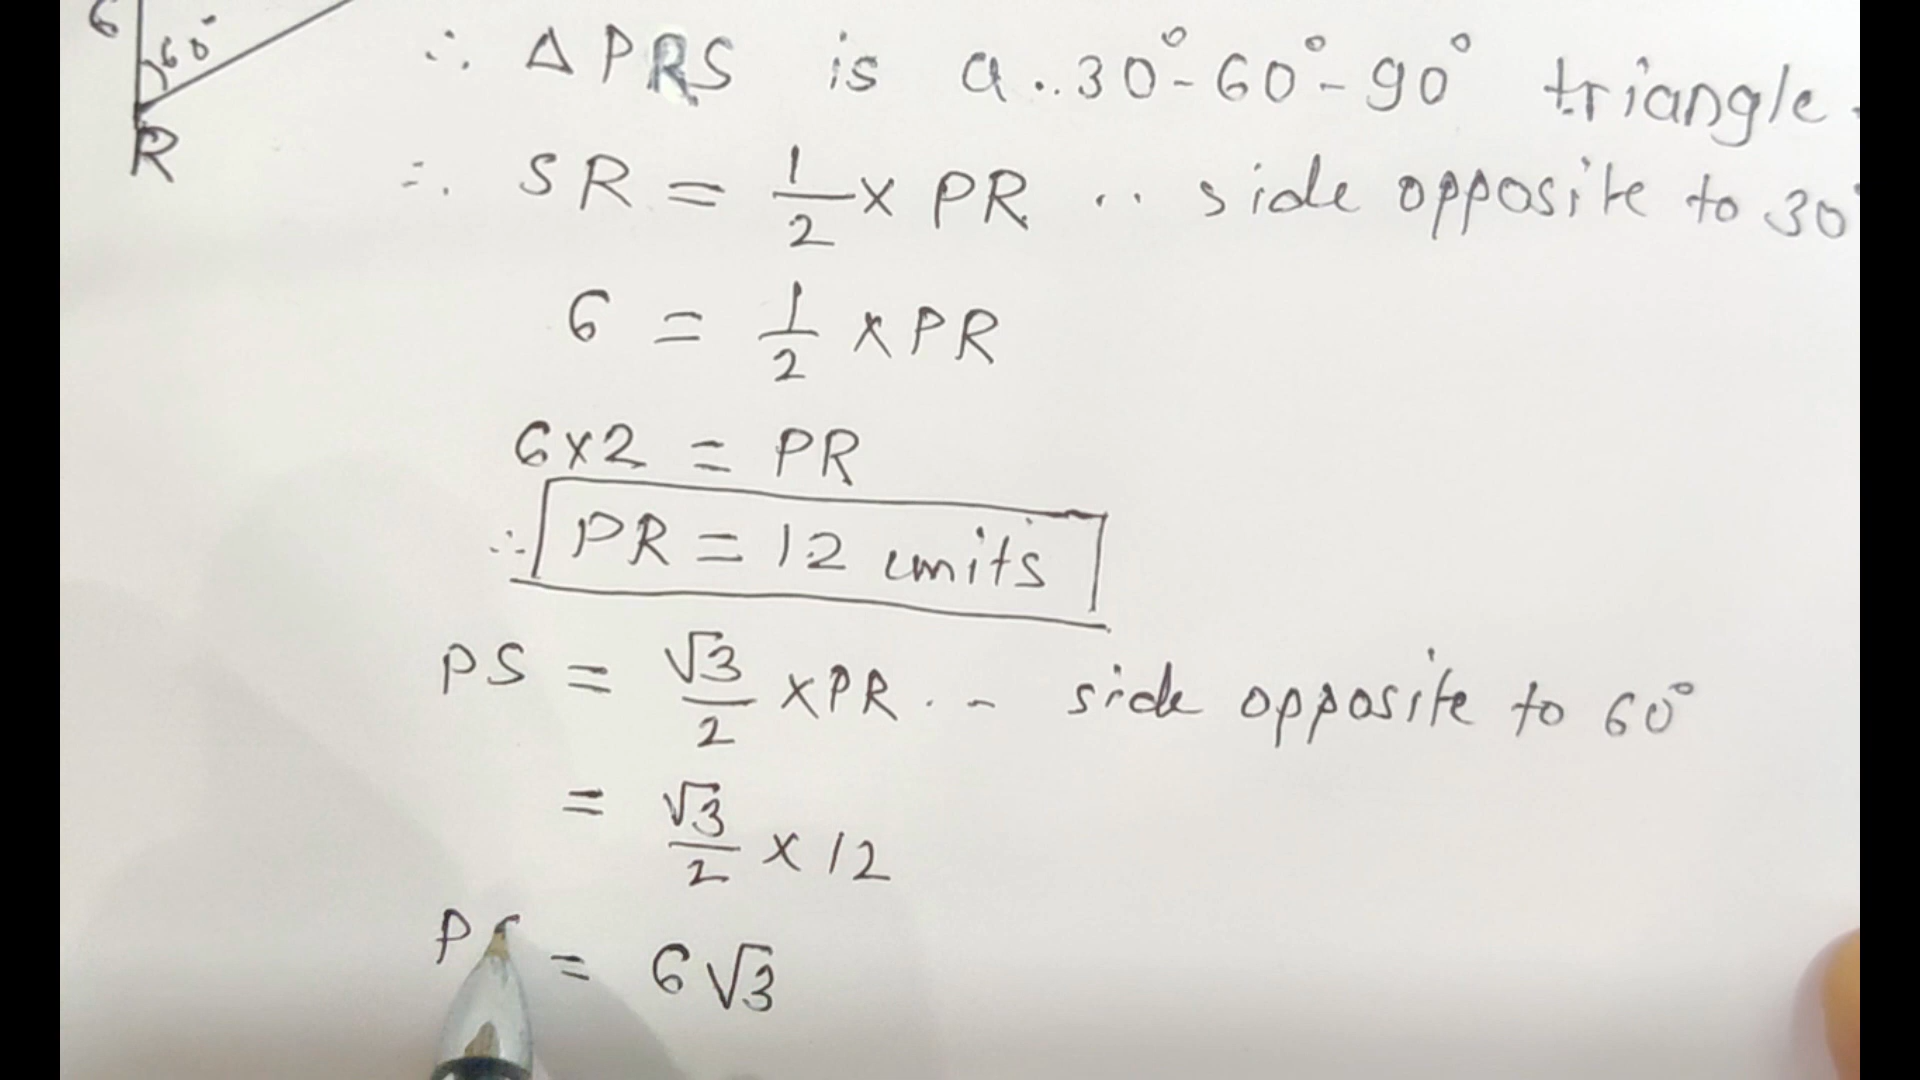 6
60°
R
∴ △PRS is a.. 30°-60°-90° triangle.
∴ SR = 1/2 × PR .. side opposite to 30°
6 = 1/2 × PR
6×2 = PR
∴ PR = 12 units
PS = √3/2 × PR .. side opposite to 60°
= √3/2 × 12
PS = 6√3